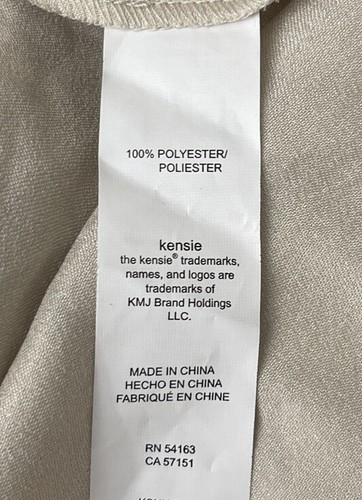 100% POLYESTER/
POLIESTER
kensie
the kensie® trademarks,
names, and logos are
trademarks of
KMJ Brand Holdings
LLC.
MADE IN CHINA
HECHO EN CHINA
FABRIQUÉ EN CHINE
RN 54163
CA 57151